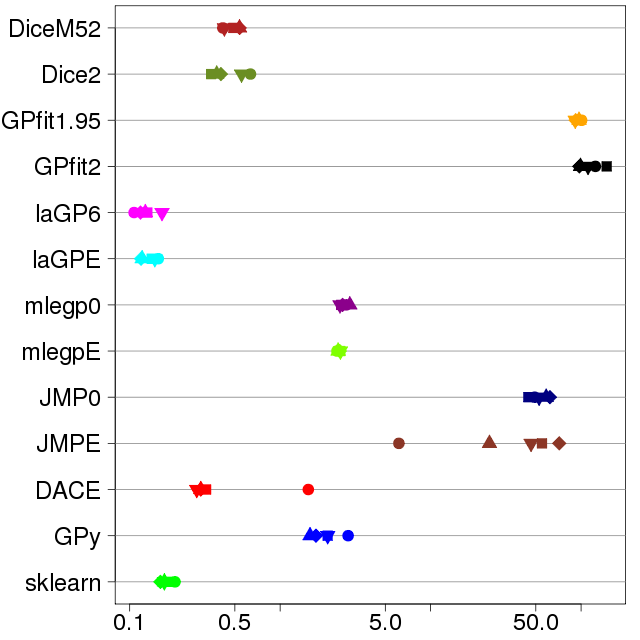 DiceM52
Dice2
GPfit1.95
GPfit2
laGP6
laGPE
mlegp0
mlegpE
JMP0
JMPE
DACE
GPy
sklearn
0.1 0.5 5.0 50.0